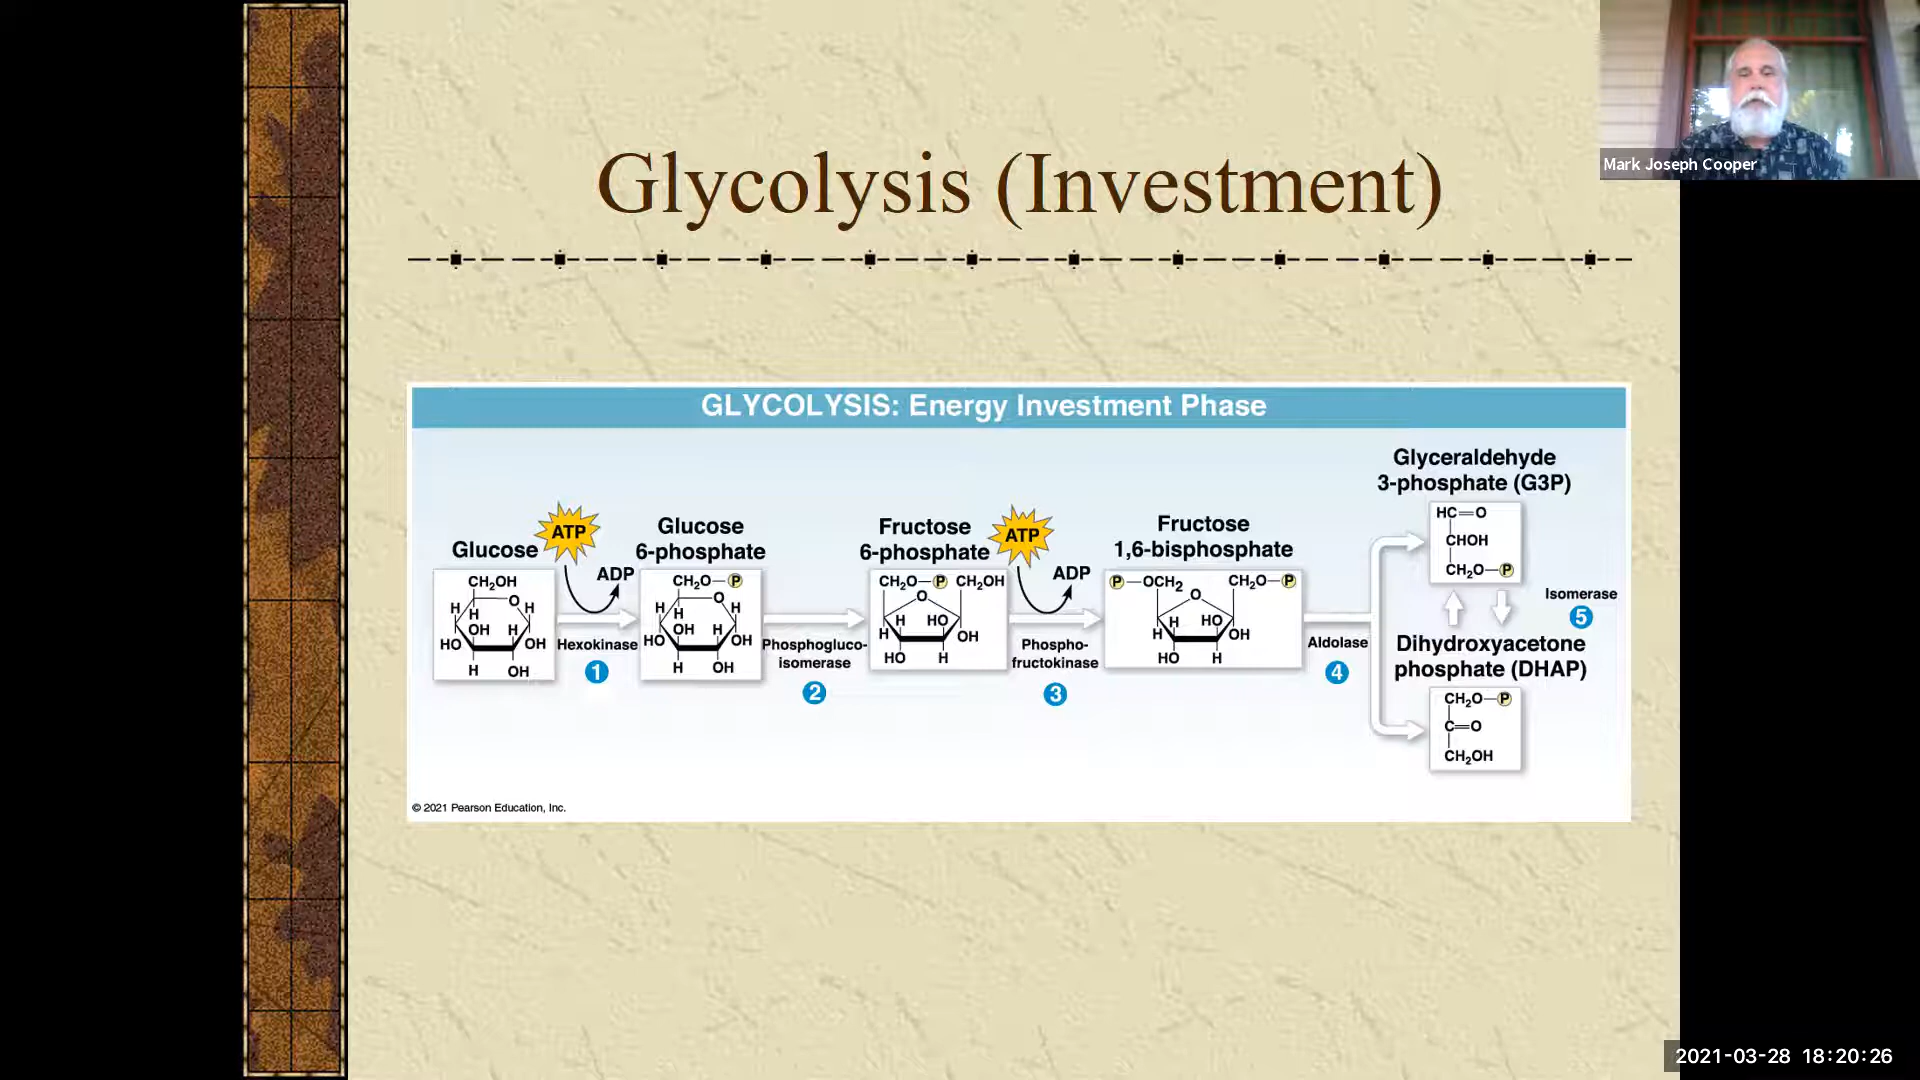 Mark Joseph Cooper
Glycolysis (Investment)
GLYCOLYSIS: Energy Investment Phase
Glucose
CH₂OH
O
H
H
H
OH
H
HO
OH
H
OH
ATP
ADP
Hexokinase
1
Glucose
6-phosphate
CH₂O—P
O
H
H
H
OH
H
HO
OH
H
OH
Phosphogluco-
isomerase
2
Fructose
6-phosphate
CH₂O—P CH₂OH
O
H
HO
H
OH
HO
H
ATP
ADP
Phospho-
fructokinase
3
Fructose
1,6-bisphosphate
P—OCH₂ CH₂O—P
O
H
HO
H
OH
HO
H
Aldolase
4
Glyceraldehyde
3-phosphate (G3P)
HC=O
CHOH
CH₂O—P
Isomerase
5
Dihydroxyacetone
phosphate (DHAP)
CH₂O—P
C=O
CH₂OH
© 2021 Pearson Education, Inc.
2021-03-28 18:20:26